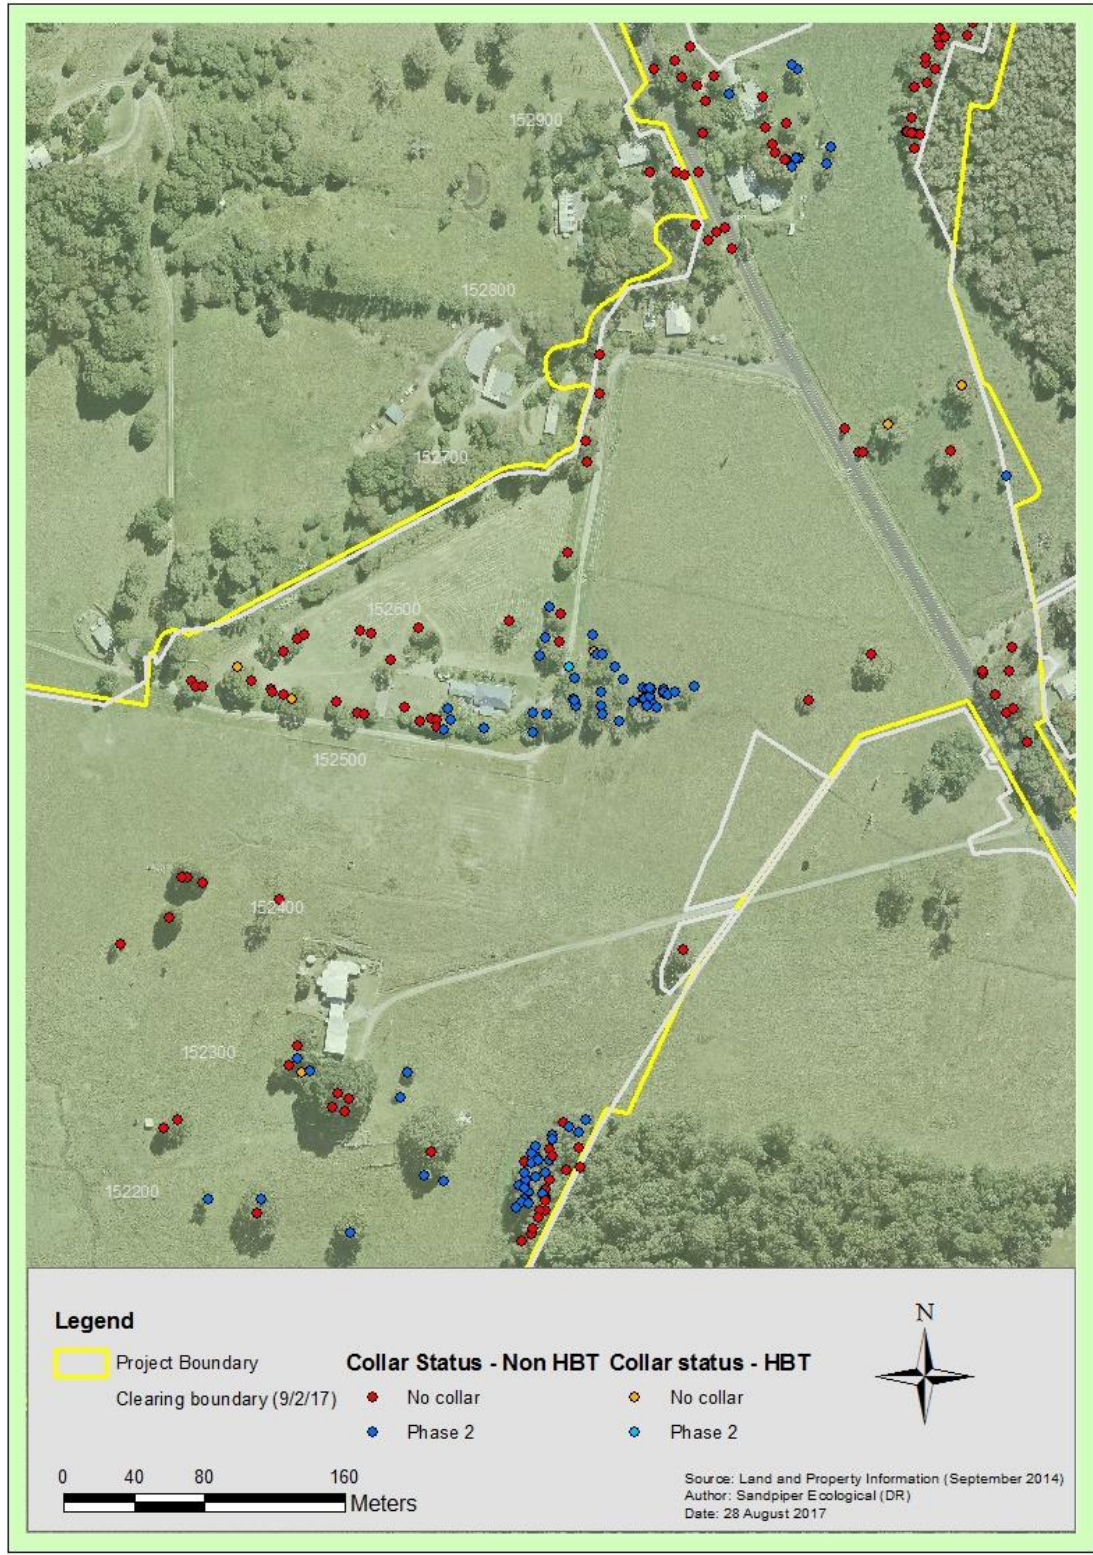 152900
152800
152700
152600
152500
152400
152300
152200
Legend
Project Boundary
Clearing boundary (9/2/17)
Collar Status - Non HBT
No collar
Phase 2
Collar status - HBT
No collar
Phase 2
N
0 40 80 160
Meters
Source: Land and Property Information (September 2014)
Author: Sandpiper Ecological (DR)
Date: 28 August 2017